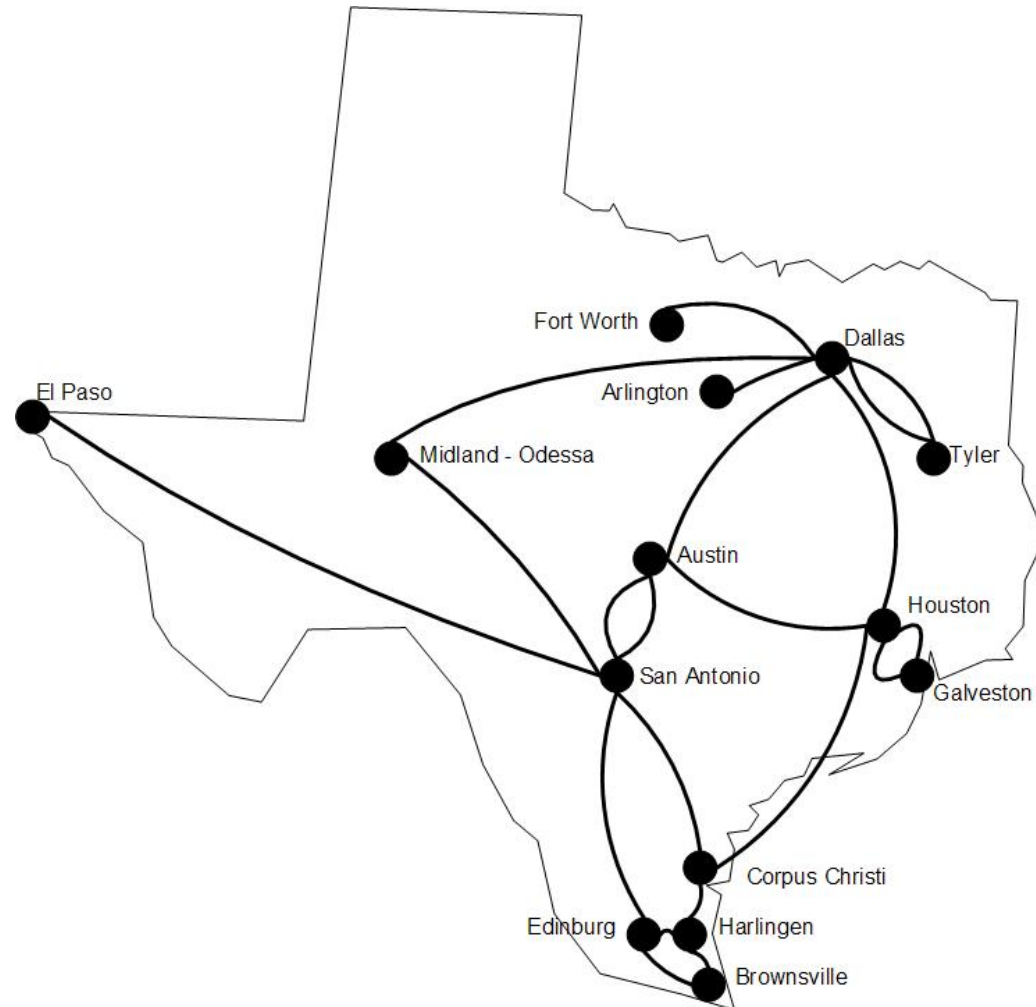 Fort Worth
Dallas
El Paso
Arlington
Midland - Odessa
Tyler
Austin
Houston
San Antonio
Galveston
Corpus Christi
Edinburg
Harlingen
Brownsville